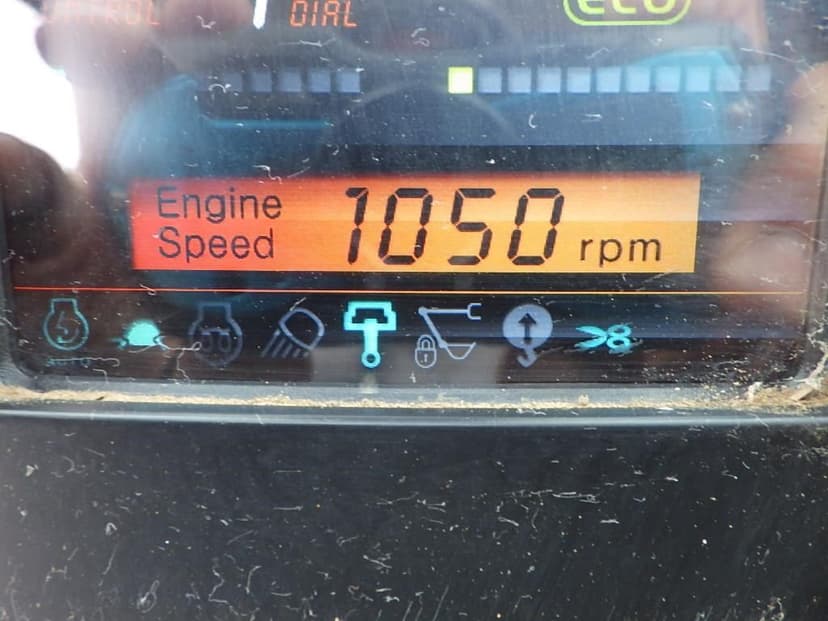 DIAL
ECO
Engine
Speed
1050 rpm